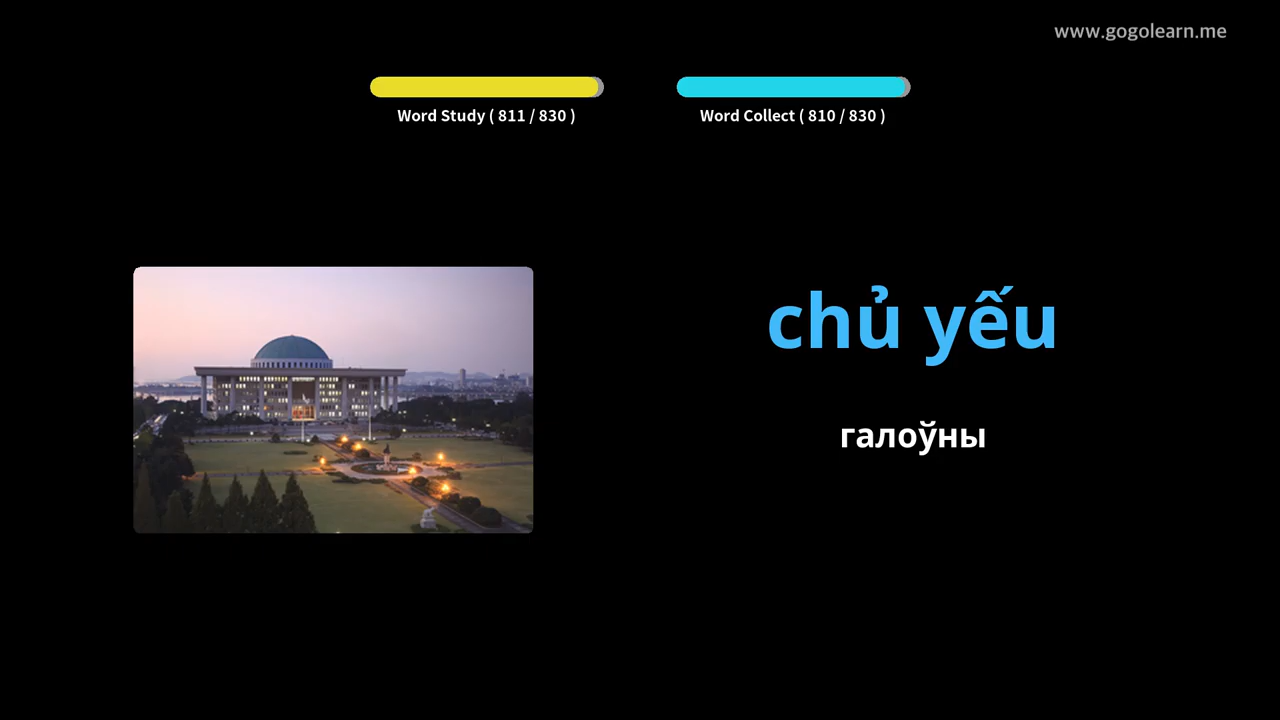 www.gogolearn.me
Word Study ( 811 / 830 )
Word Collect ( 810 / 830 )
chủ yếu
галоўны